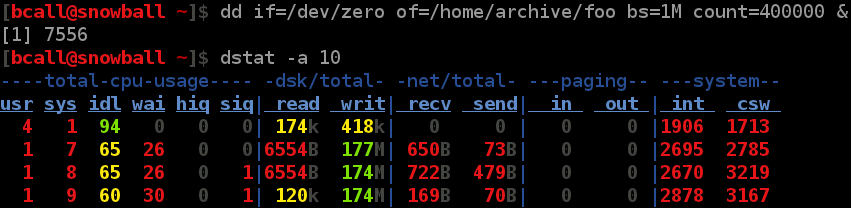 [bcall@snowball ~]$ dd if=/dev/zero of=/home/archive/foo bs=1M count=400000 &
[1] 7556
[bcall@snowball ~]$ dstat -a 10
----total-cpu-usage---- -dsk/total- -net/total- ---paging-- ---system--
usr sys idl wai hiq siq| read  writ| recv  send|  in   out | int   csw
  4   1  94   0   0   0| 174k  418k|   0     0 |   0     0 |1906  1713
  1   7  65  26   0   0|6554B  177M| 650B   73B|   0     0 |2695  2785
  1   8  65  26   0   1|6554B  174M| 722B  479B|   0     0 |2670  3219
  1   9  60  30   0   1| 120k  174M| 169B   70B|   0     0 |2878  3167